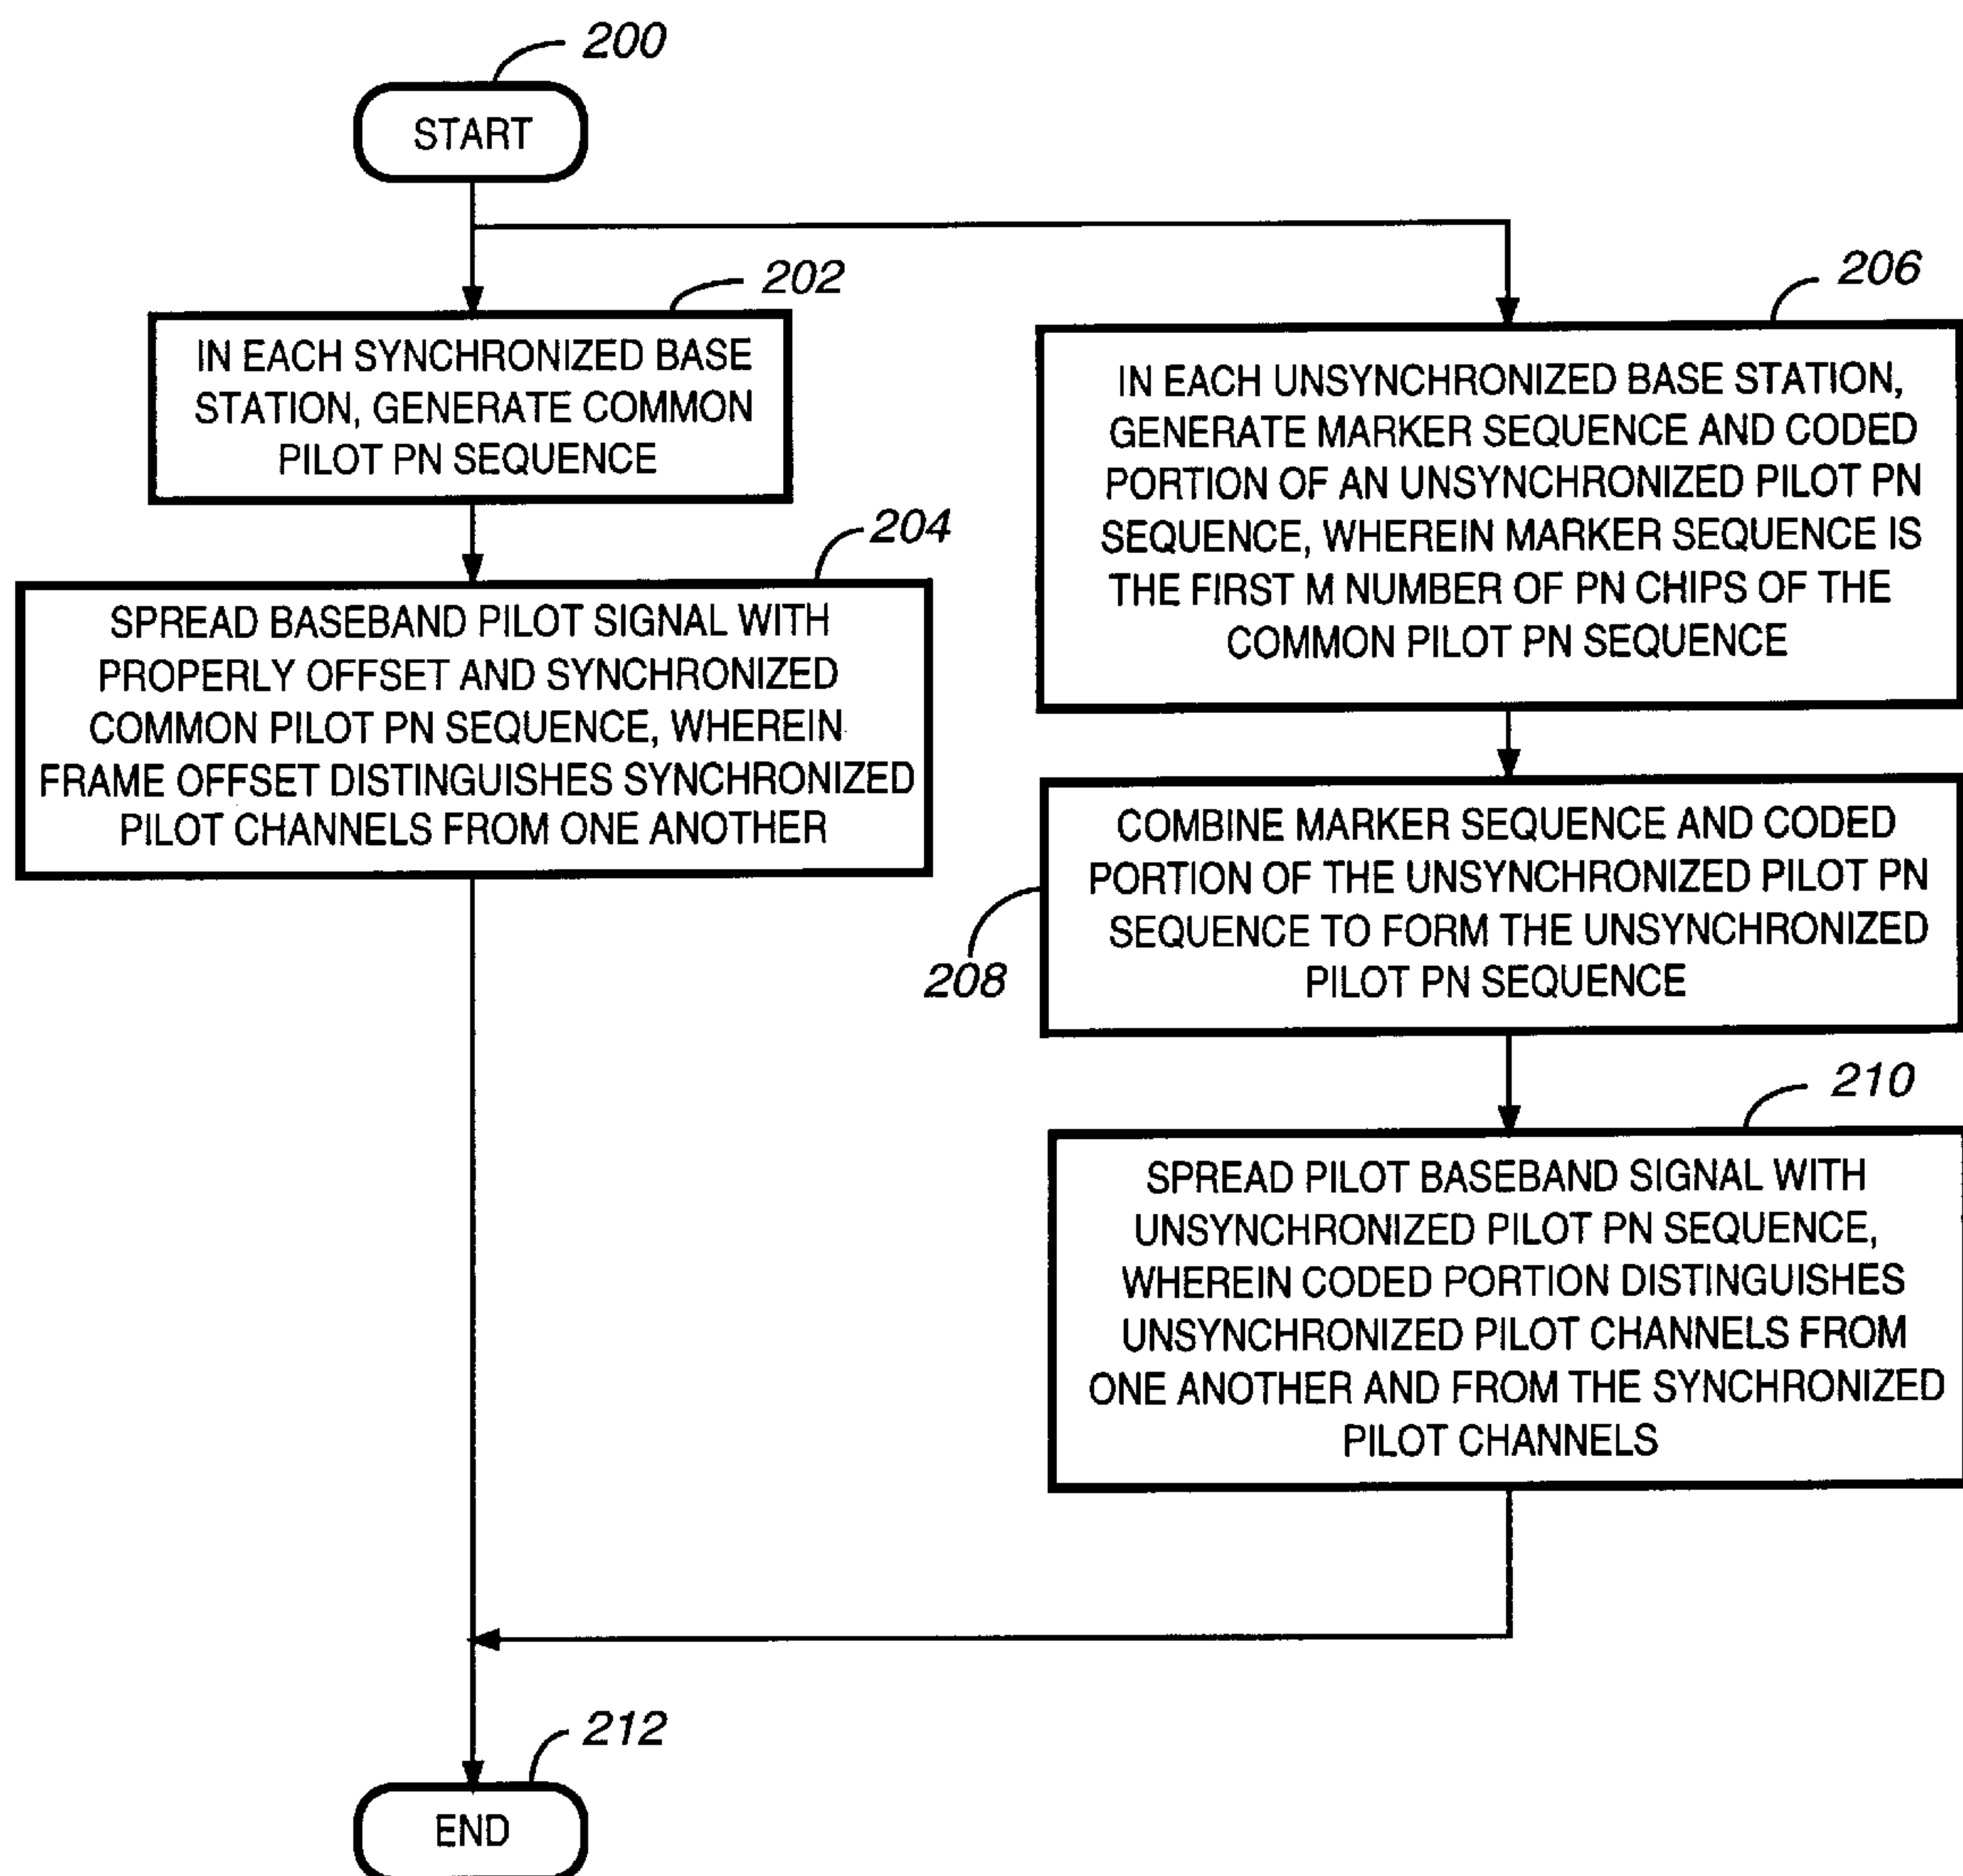 200
START
202
IN EACH SYNCHRONIZED BASE
STATION, GENERATE COMMON
PILOT PN SEQUENCE
204
SPREAD BASEBAND PILOT SIGNAL WITH
PROPERLY OFFSET AND SYNCHRONIZED
COMMON PILOT PN SEQUENCE, WHEREIN
FRAME OFFSET DISTINGUISHES SYNCHRONIZED
PILOT CHANNELS FROM ONE ANOTHER
206
IN EACH UNSYNCHRONIZED BASE STATION,
GENERATE MARKER SEQUENCE AND CODED
PORTION OF AN UNSYNCHRONIZED PILOT PN
SEQUENCE, WHEREIN MARKER SEQUENCE IS
THE FIRST M NUMBER OF PN CHIPS OF THE
COMMON PILOT PN SEQUENCE
208
COMBINE MARKER SEQUENCE AND CODED
PORTION OF THE UNSYNCHRONIZED PILOT PN
SEQUENCE TO FORM THE UNSYNCHRONIZED
PILOT PN SEQUENCE
210
SPREAD PILOT BASEBAND SIGNAL WITH
UNSYNCHRONIZED PILOT PN SEQUENCE,
WHEREIN CODED PORTION DISTINGUISHES
UNSYNCHRONIZED PILOT CHANNELS FROM
ONE ANOTHER AND FROM THE SYNCHRONIZED
PILOT CHANNELS
212
END